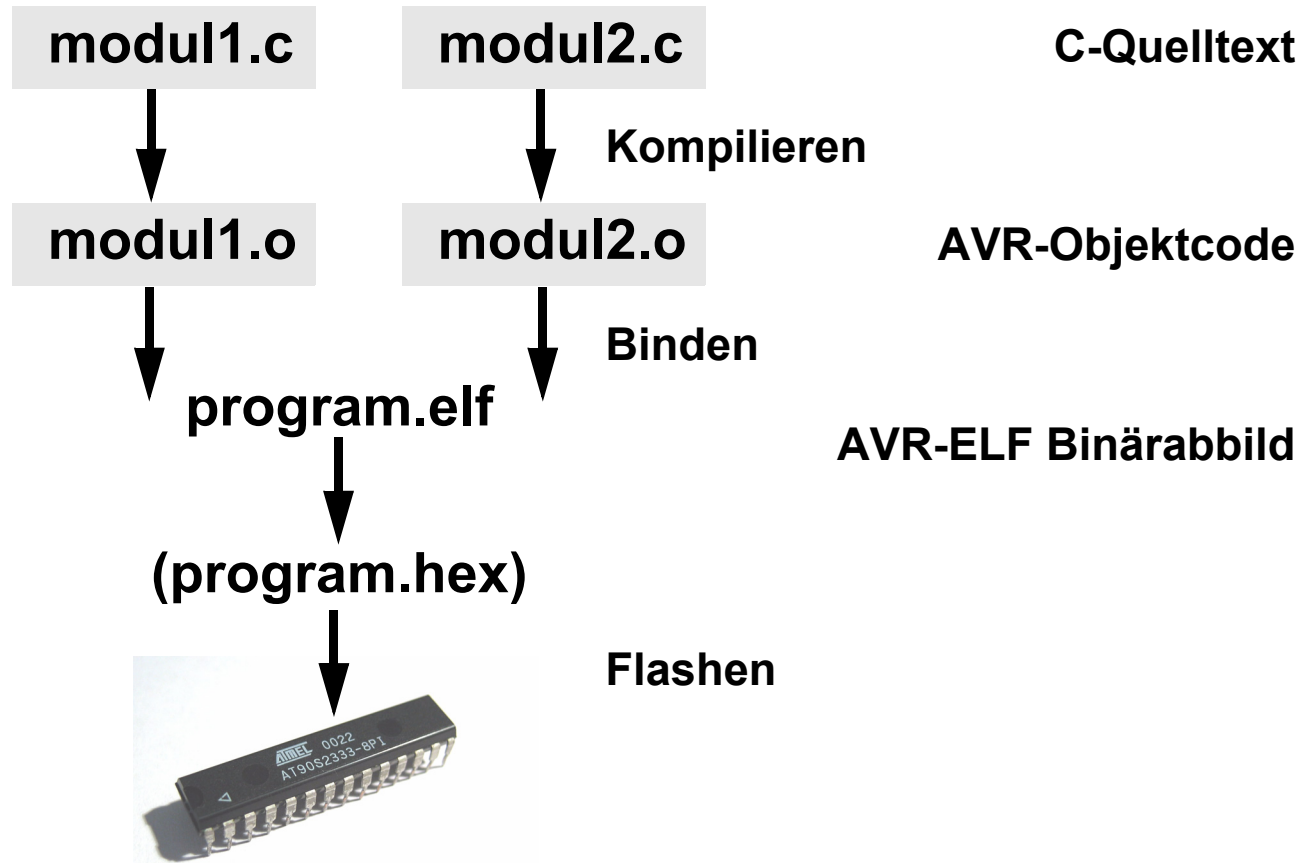 modul1.c modul2.c C-Quelltext
Kompilieren
modul1.o modul2.o AVR-Objektcode
Binden
program.elf
AVR-ELF Binärabbild
(program.hex)
Flashen
ATMEL 0022
AT90S2333-8PI